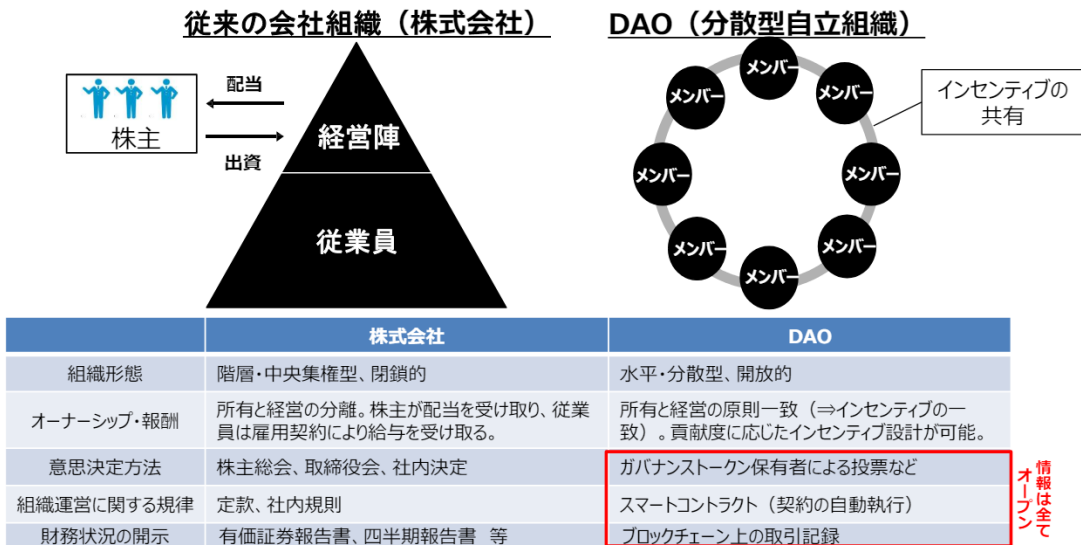 従来の会社組織（株式会社）
DAO（分散型自立組織）
配当
株主
出資
経営陣
従業員
メンバー
メンバー
メンバー
メンバー
メンバー
メンバー
メンバー
メンバー
インセンティブの
共有
株式会社
DAO
組織形態
階層・中央集権型、閉鎖的
水平・分散型、開放的
オーナーシップ・報酬
所有と経営の分離。株主が配当を受け取り、従業
員は雇用契約により給与を受け取る。
所有と経営の原則一致（⇒インセンティブの一
致）。貢献度に応じたインセンティブ設計が可能。
意思決定方法
株主総会、取締役会、社内決定
ガバナンストークン保有者による投票など
組織運営に関する規律
定款、社内規則
スマートコントラクト（契約の自動執行）
財務状況の開示
有価証券報告書、四半期報告書 等
ブロックチェーン上の取引記録
情報は全て
オープン